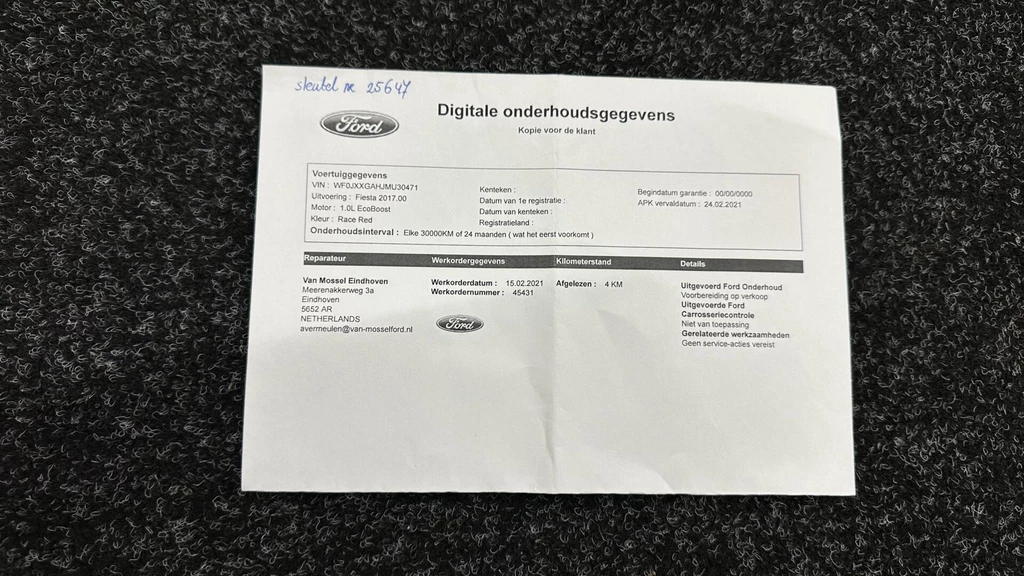 sleutel nr 25647
Ford
Digitale onderhoudsgegevens
Kopie voor de klant
Voertuiggegevens
VIN : WF0JXXGAHJMU30471
Uitvoering : Fiesta 2017.00
Motor : 1.0L EcoBoost
Kleur : Race Red
Onderhoudsinterval : Elke 30000KM of 24 maanden ( wat het eerst voorkomt )
Kenteken :
Datum van 1e registratie :
Datum van kenteken :
Registratieland :
Begindatum garantie : 00/00/0000
APK vervaldatum : 24.02.2021
Reparateur Werkordergegevens Kilometerstand Details
Van Mossel Eindhoven
Meerenakkerweg 3a
Eindhoven
5652 AR
NETHERLANDS
avermeulen@van-mosselford.nl
Werkorderdatum : 15.02.2021
Werkordernummer : 45431
Ford
Afgelezen : 4 KM
Uitgevoerd Ford Onderhoud
Voorbereiding op verkoop
Uitgevoerde Ford
Carrosseriecontrole
Niet van toepassing
Gerelateerde werkzaamheden
Geen service-acties vereist